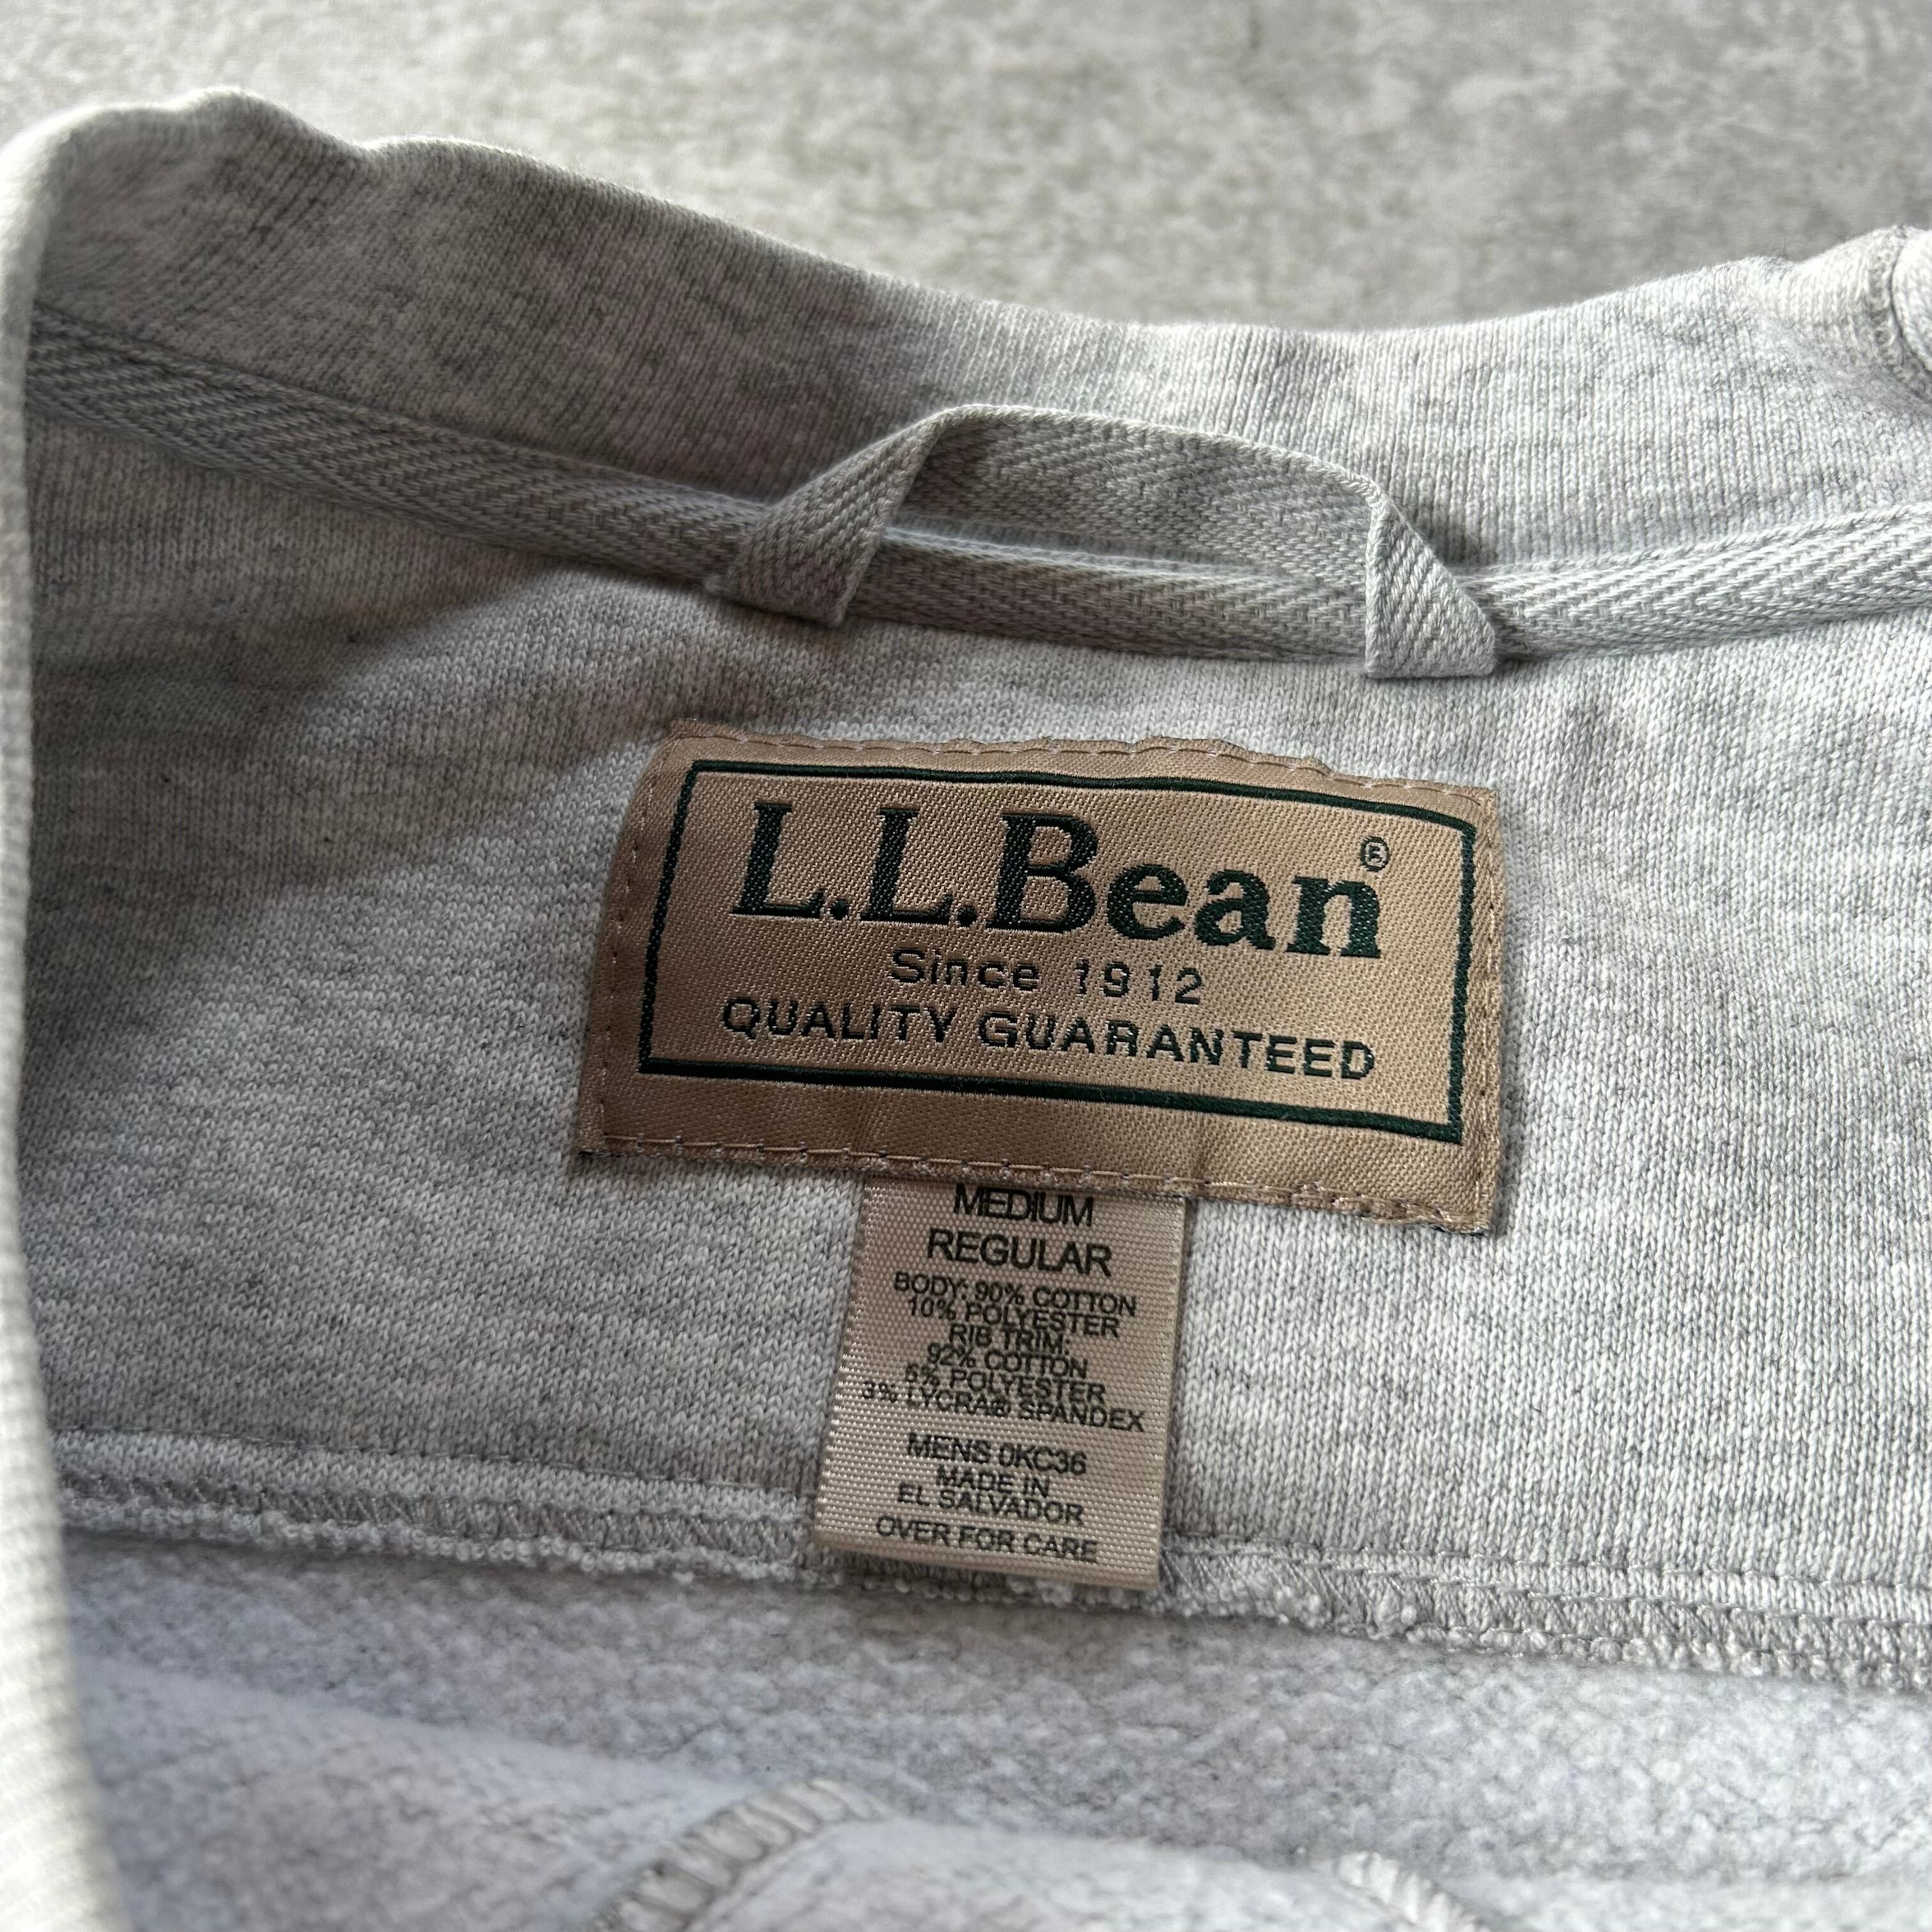 L.L.Bean®
Since 1912
QUALITY GUARANTEED
MEDIUM
REGULAR
BODY: 90% COTTON
10% POLYESTER
RIB TRIM:
92% COTTON
5% POLYESTER
3% LYCRA® SPANDEX
MENS 0KC36
MADE IN
EL SALVADOR
OVER FOR CARE